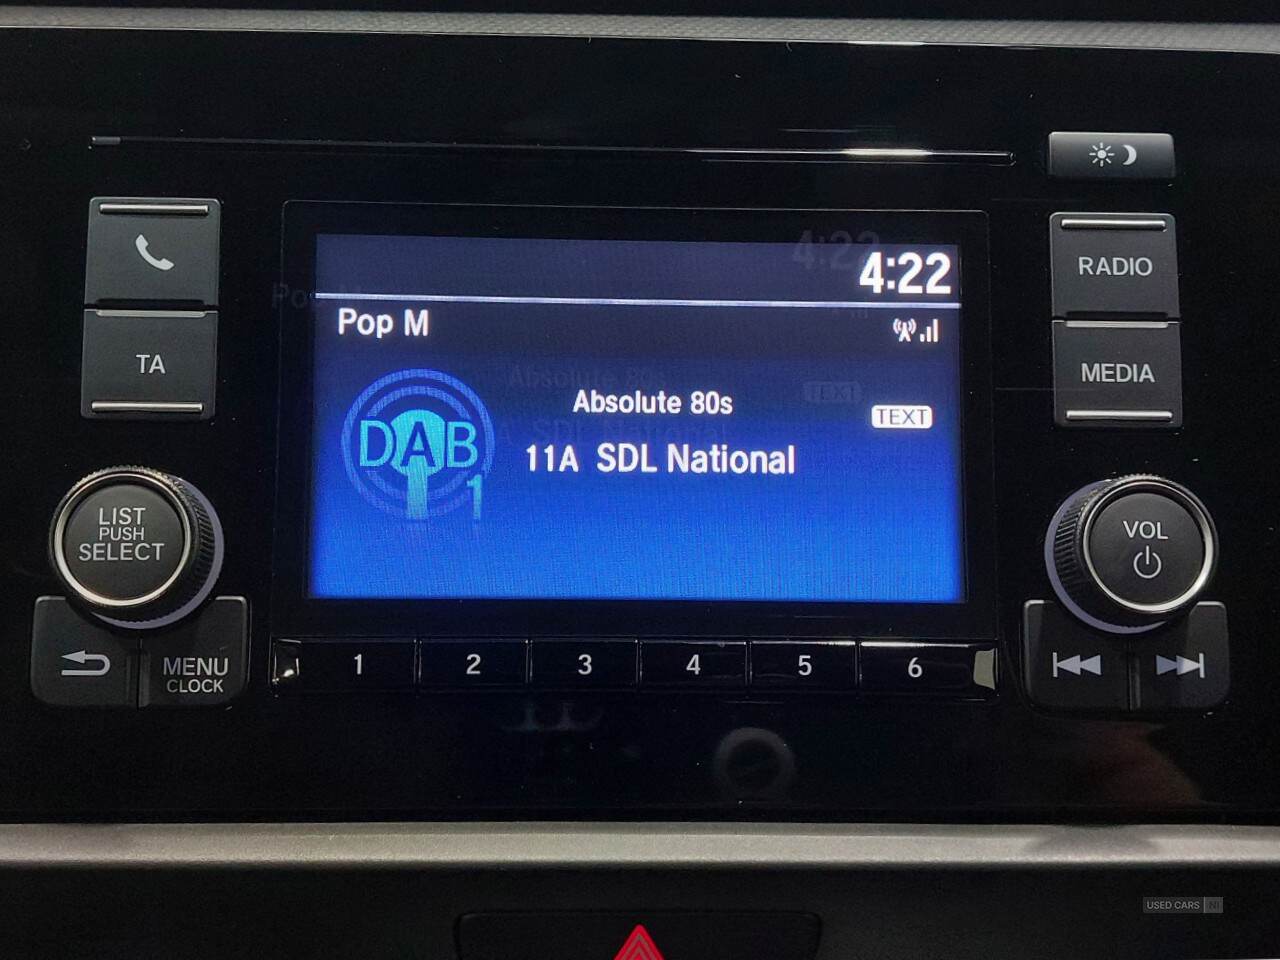 4:22
Pop M
Absolute 80s
TEXT
DAB
1
11A SDL National
TA
RADIO
MEDIA
LIST
PUSH
SELECT
VOL
MENU
CLOCK
1 2 3 4 5 6
USED CARS NI